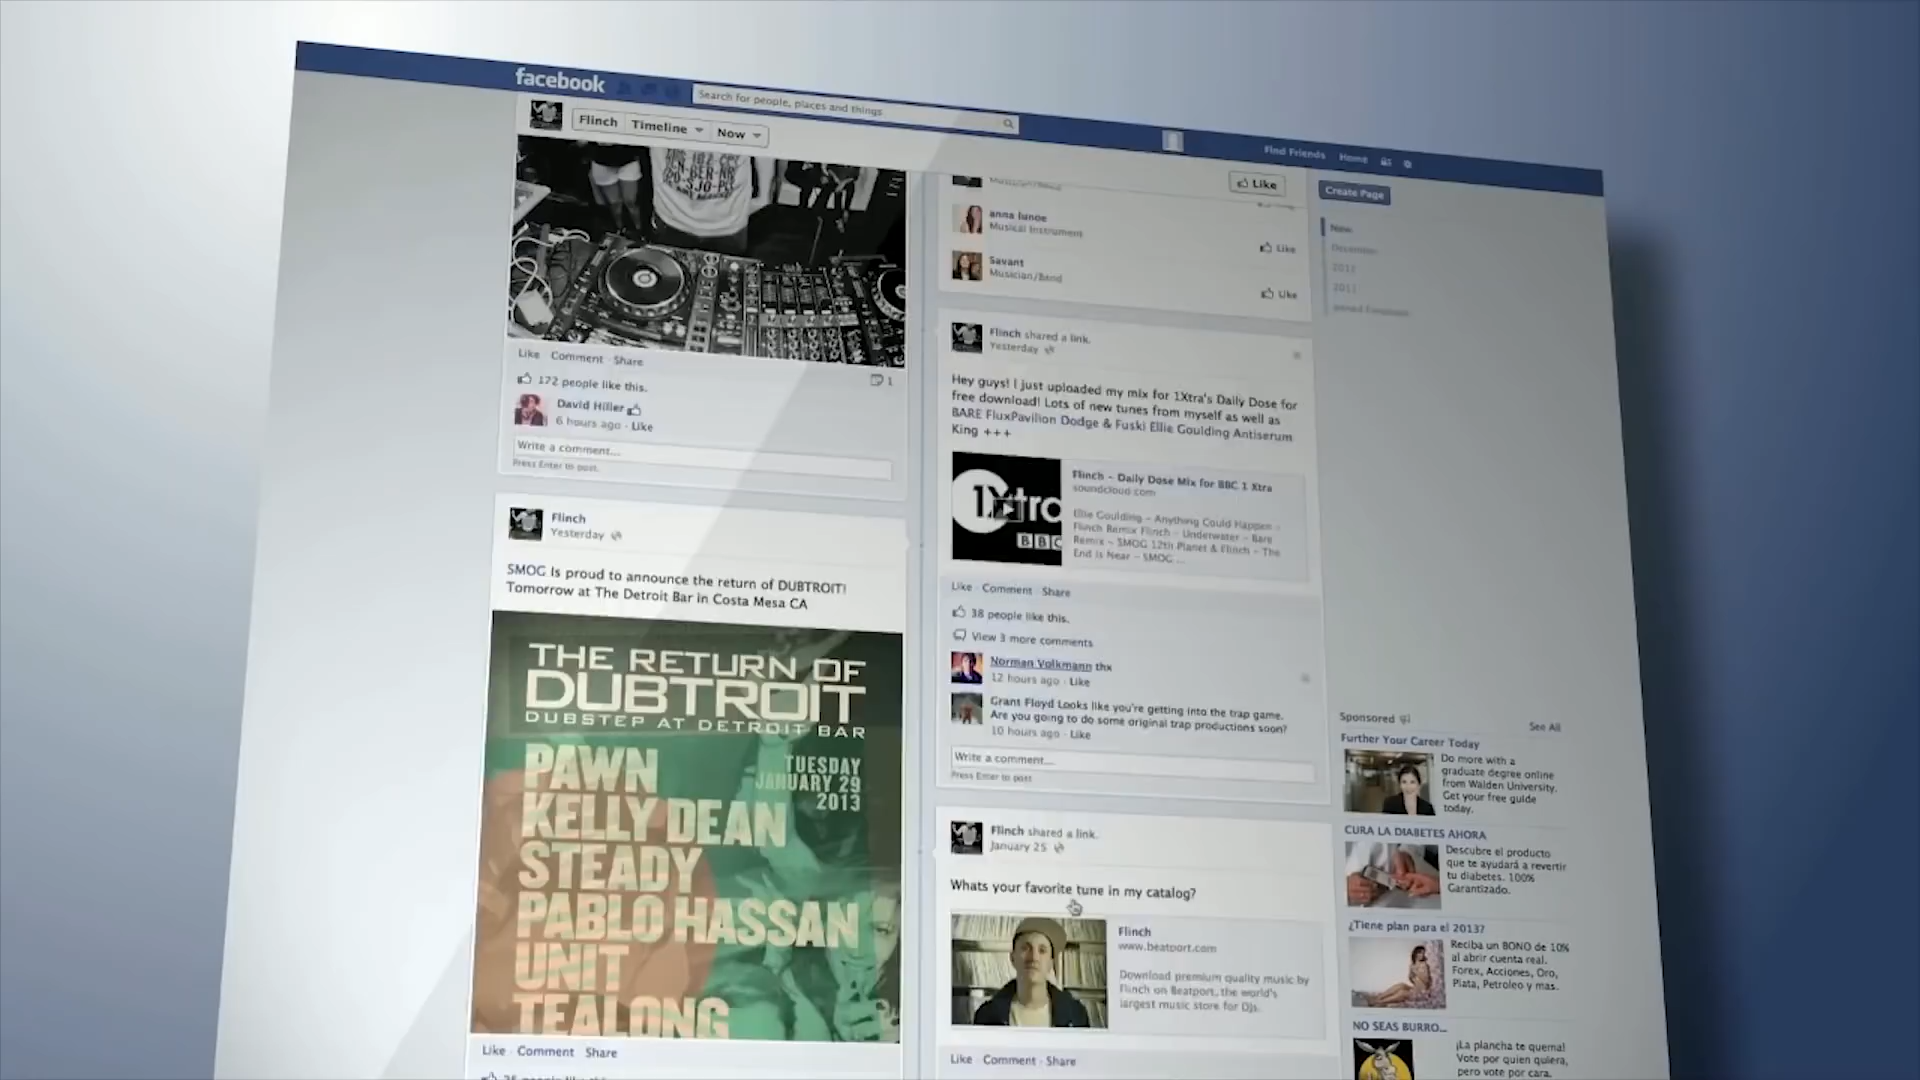 facebook
Search for people, places and things
Find Friends
Home
Flinch
Timeline
Now
Like
Create Page
Now
December
2012
2011
Musician/Band
anna lunoe
Musical Instrument
Like
Savant
Musician/Band
Like
Like · Comment · Share
1
172 people like this.
David Hiller
6 hours ago · Like
Write a comment...
Press Enter to post.
Flinch
Yesterday
SMOG is proud to announce the return of DUBTROIT!
Tomorrow at The Detroit Bar in Costa Mesa CA
THE RETURN OF
DUBTROIT
DUBSTEP AT DETROIT BAR
TUESDAY
JANUARY 29
2013
PAWN
KELLY DEAN
STEADY
PABLO HASSAN
UNIT
TEALONG
Like · Comment · Share
Flinch shared a link.
Yesterday
Hey guys! I just uploaded my mix for 1Xtra's Daily Dose for
free download! Lots of new tunes from myself as well as
BARE FluxPavilion Dodge & Fuski Ellie Goulding Antiserum
King +++
1Xtra
BBC
Flinch - Daily Dose Mix for BBC 1 Xtra
soundcloud.com
Ellie Goulding - Anything Could Happen -
Flinch Remix Flinch - Underwater - Bare
Remix - SMOG 12th Planet & Flinch - The
End is Near - SMOG ...
Like · Comment · Share
38 people like this.
View 3 more comments
Norman Volkmann thx
12 hours ago · Like
Grant Floyd Looks like you're getting into the trap game.
Are you going to do some original trap productions soon?
10 hours ago · Like
Write a comment...
Press Enter to post
Flinch shared a link.
January 25
Whats your favorite tune in my catalog?
Flinch
www.beatport.com
Download premium quality music by
Flinch on Beatport, the world's
largest music store for DJs.
Like · Comment · Share
Sponsored
See All
Further Your Career Today
Do more with a
graduate degree online
from Walden University.
Get your free guide
today.
CURA LA DIABETES AHORA
Descubre el producto
que te ayudará a revertir
tu diabetes. 100%
Garantizado.
¿Tiene plan para el 2013?
Reciba un BONO de 10%
al abrir cuenta real.
Forex, Acciones, Oro,
Plata, Petroleo y mas.
NO SEAS BURRO...
¡La plancha te quema!
Vote por quien quiera,
pero vote por cara.